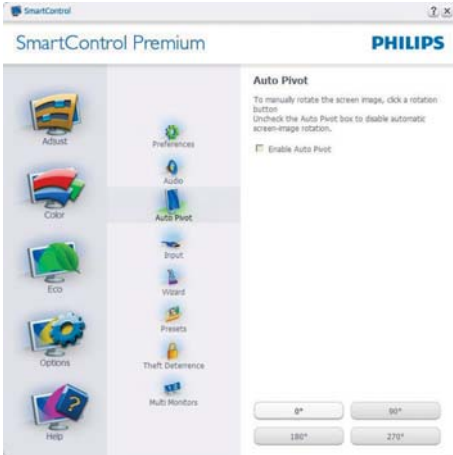 SmartControl
SmartControl Premium
PHILIPS
Adjust
Color
Eco
Options
Help
Preferences
Audio
Auto Pivot
Input
Wizard
Presets
Theft Deterrence
Multi Monitors
Auto Pivot
To manually rotate the screen image, click a rotation
button
Uncheck the Auto Pivot box to disable automatic
screen-image rotation.
Enable Auto Pivot
0°
90°
180°
270°